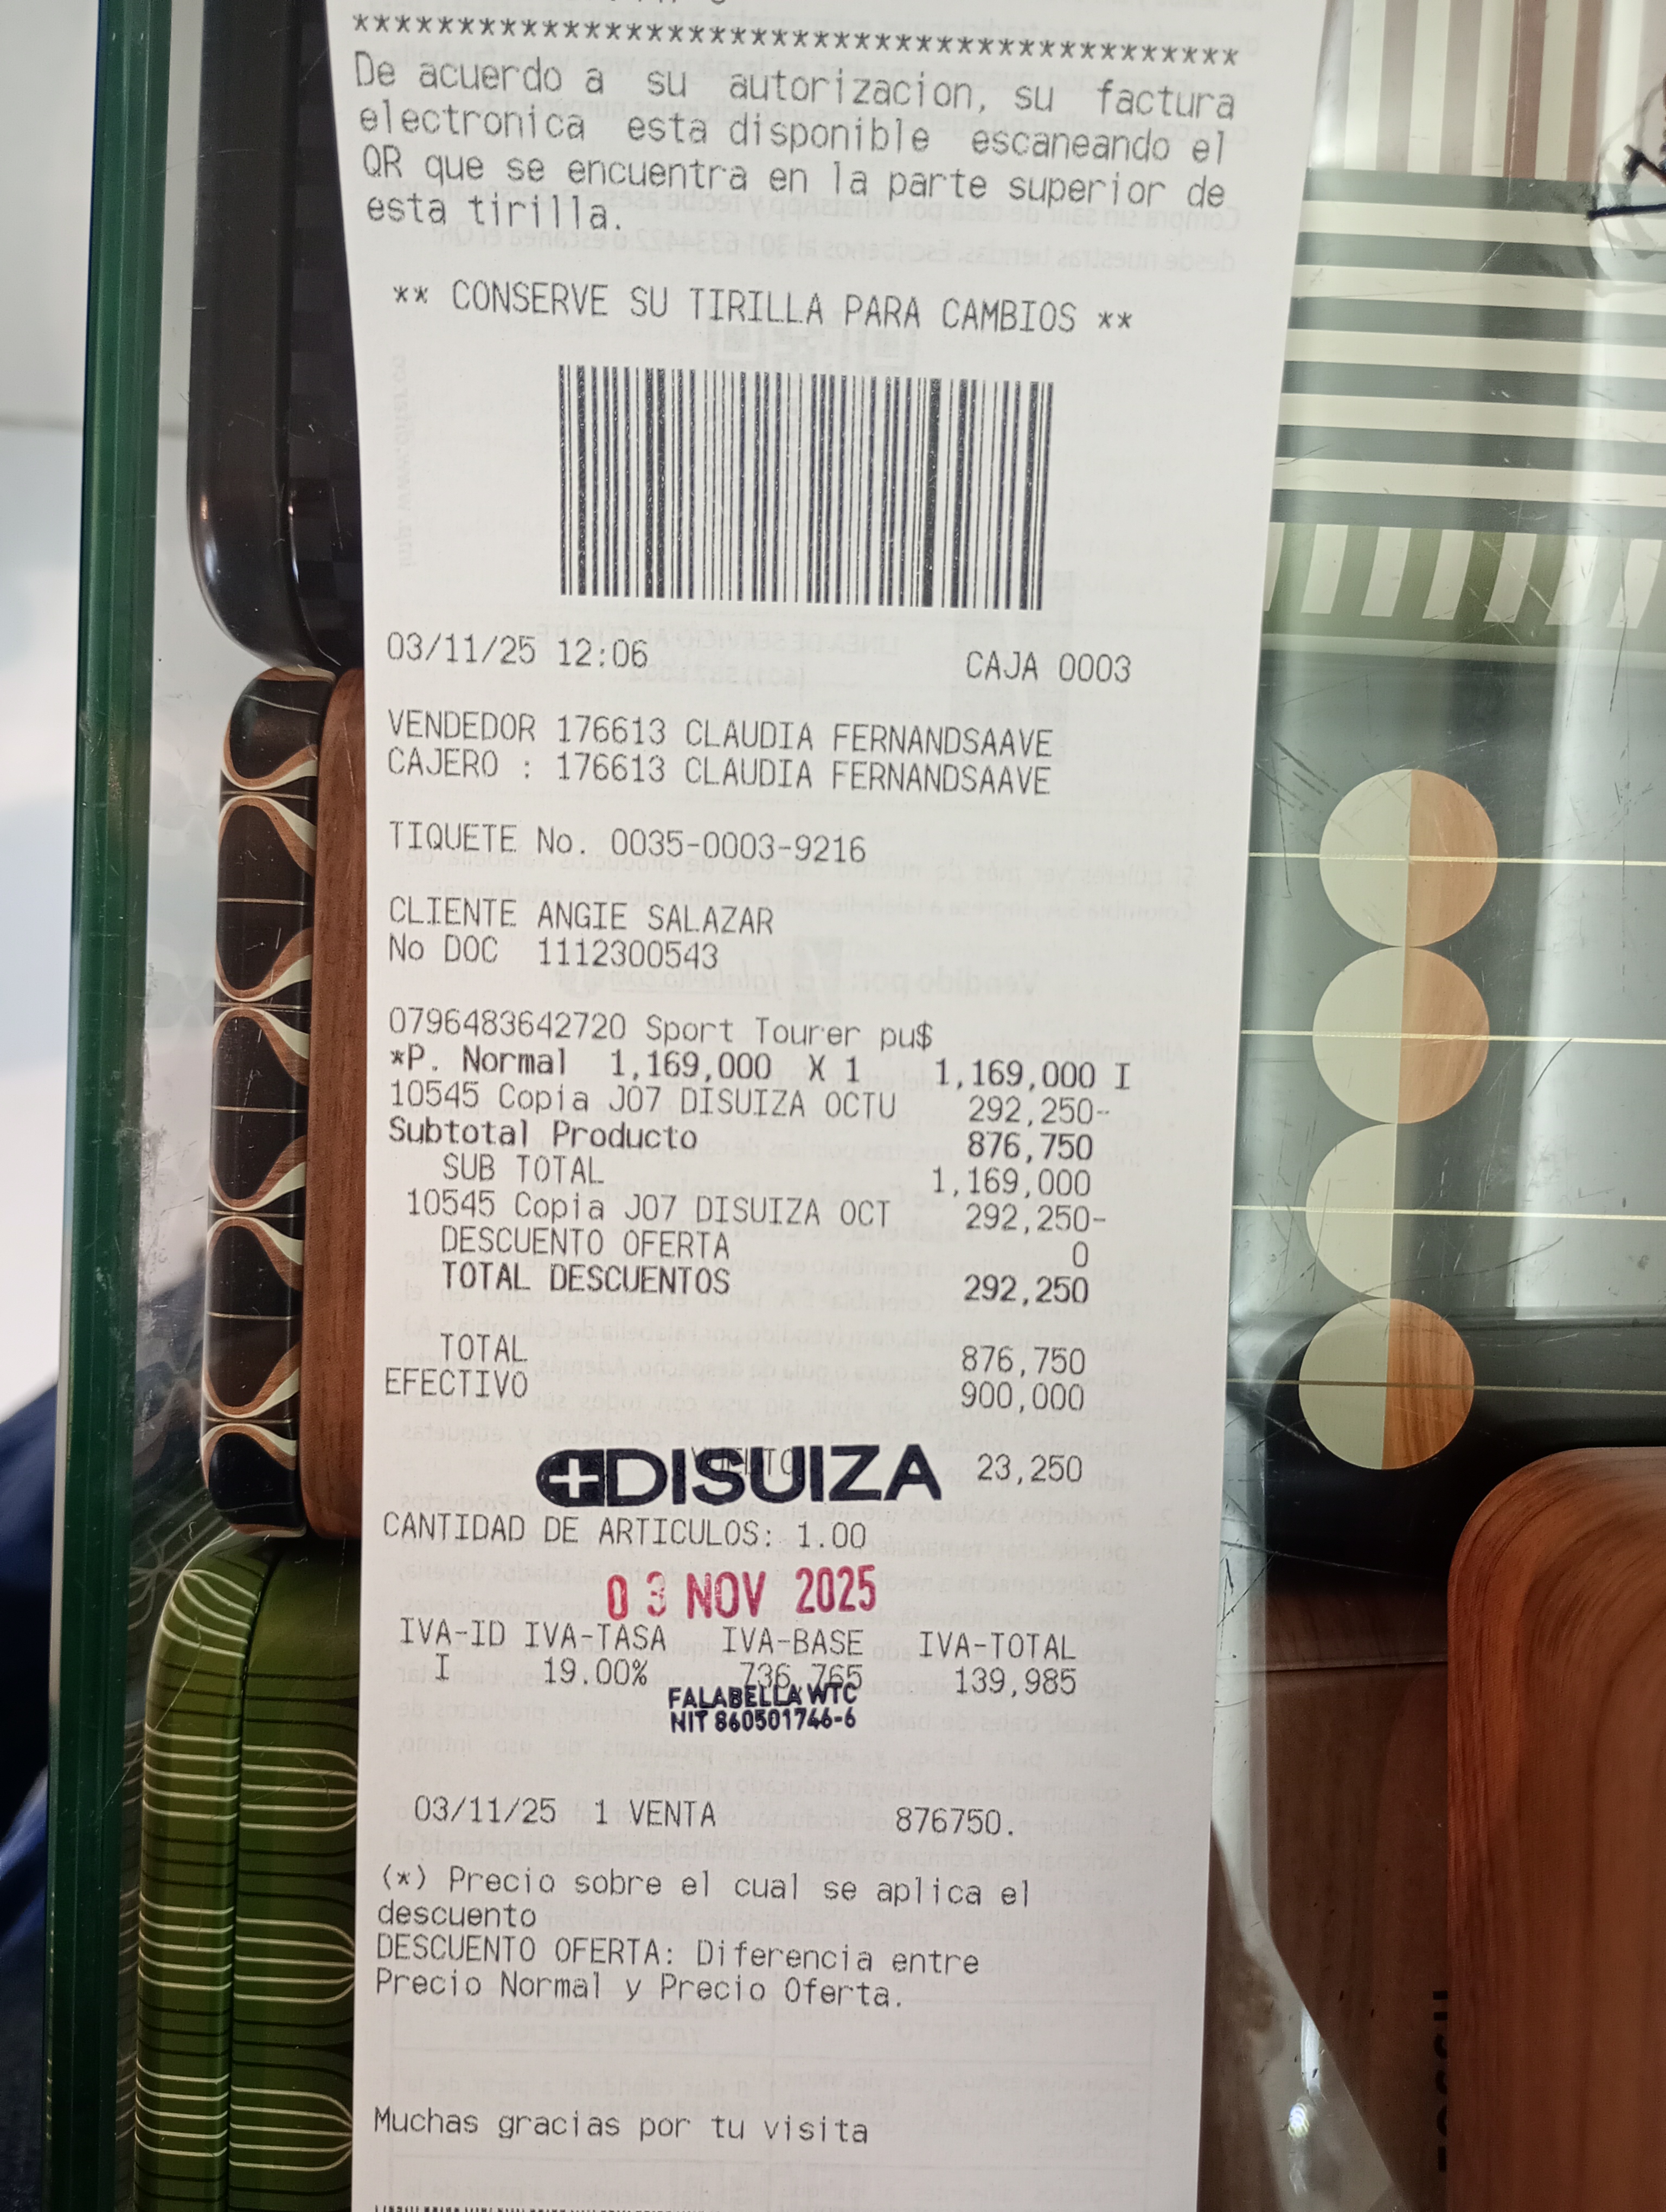 ******************************************
De acuerdo a su autorizacion, su factura
electronica esta disponible escaneando el
QR que se encuentra en la parte superior de
esta tirilla.
** CONSERVE SU TIRILLA PARA CAMBIOS **
03/11/25 12:06 CAJA 0003
VENDEDOR 176613 CLAUDIA FERNANDSAAVE
CAJERO : 176613 CLAUDIA FERNANDSAAVE
TIQUETE No. 0035-0003-9216
CLIENTE ANGIE SALAZAR
No DOC 1112300543
0796483642720 Sport Tourer pu$
*P. Normal 1,169,000 X 1 1,169,000 I
10545 Copia J07 DISUIZA OCTU 292,250-
Subtotal Producto 876,750
SUB TOTAL 1,169,000
10545 Copia J07 DISUIZA OCT 292,250-
DESCUENTO OFERTA 0
TOTAL DESCUENTOS 292,250
TOTAL 876,750
EFECTIVO 900,000
DISUIZA 23,250
CANTIDAD DE ARTICULOS: 1.00
03 NOV 2025
IVA-ID IVA-TASA IVA-BASE IVA-TOTAL
I 19.00% 736,765 139,985
FALABELLA WTC
NIT 860501746-6
03/11/25 1 VENTA 876750.
(*) Precio sobre el cual se aplica el
descuento
DESCUENTO OFERTA: Diferencia entre
Precio Normal y Precio Oferta.
Muchas gracias por tu visita